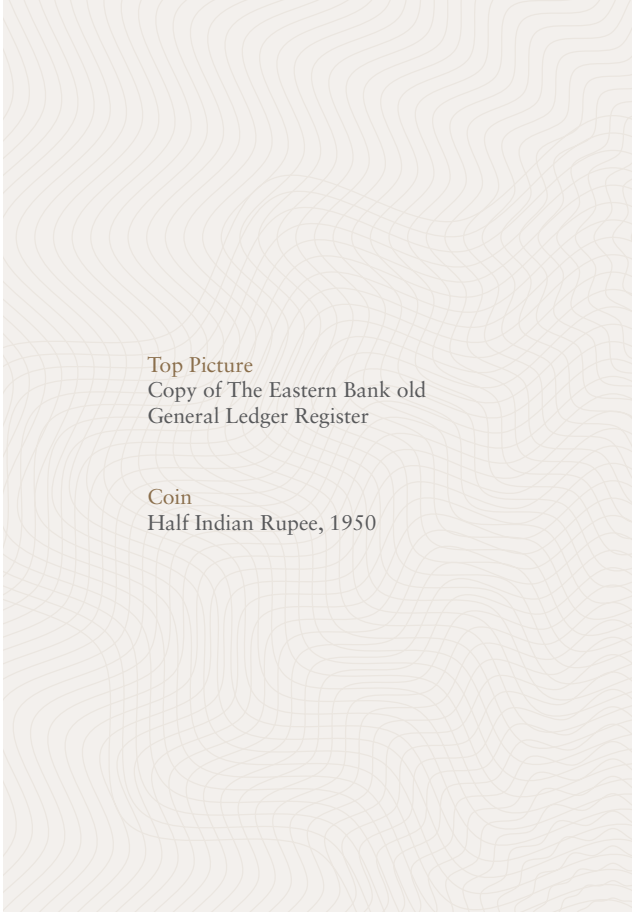 Top Picture
Copy of The Eastern Bank old
General Ledger Register
Coin
Half Indian Rupee, 1950